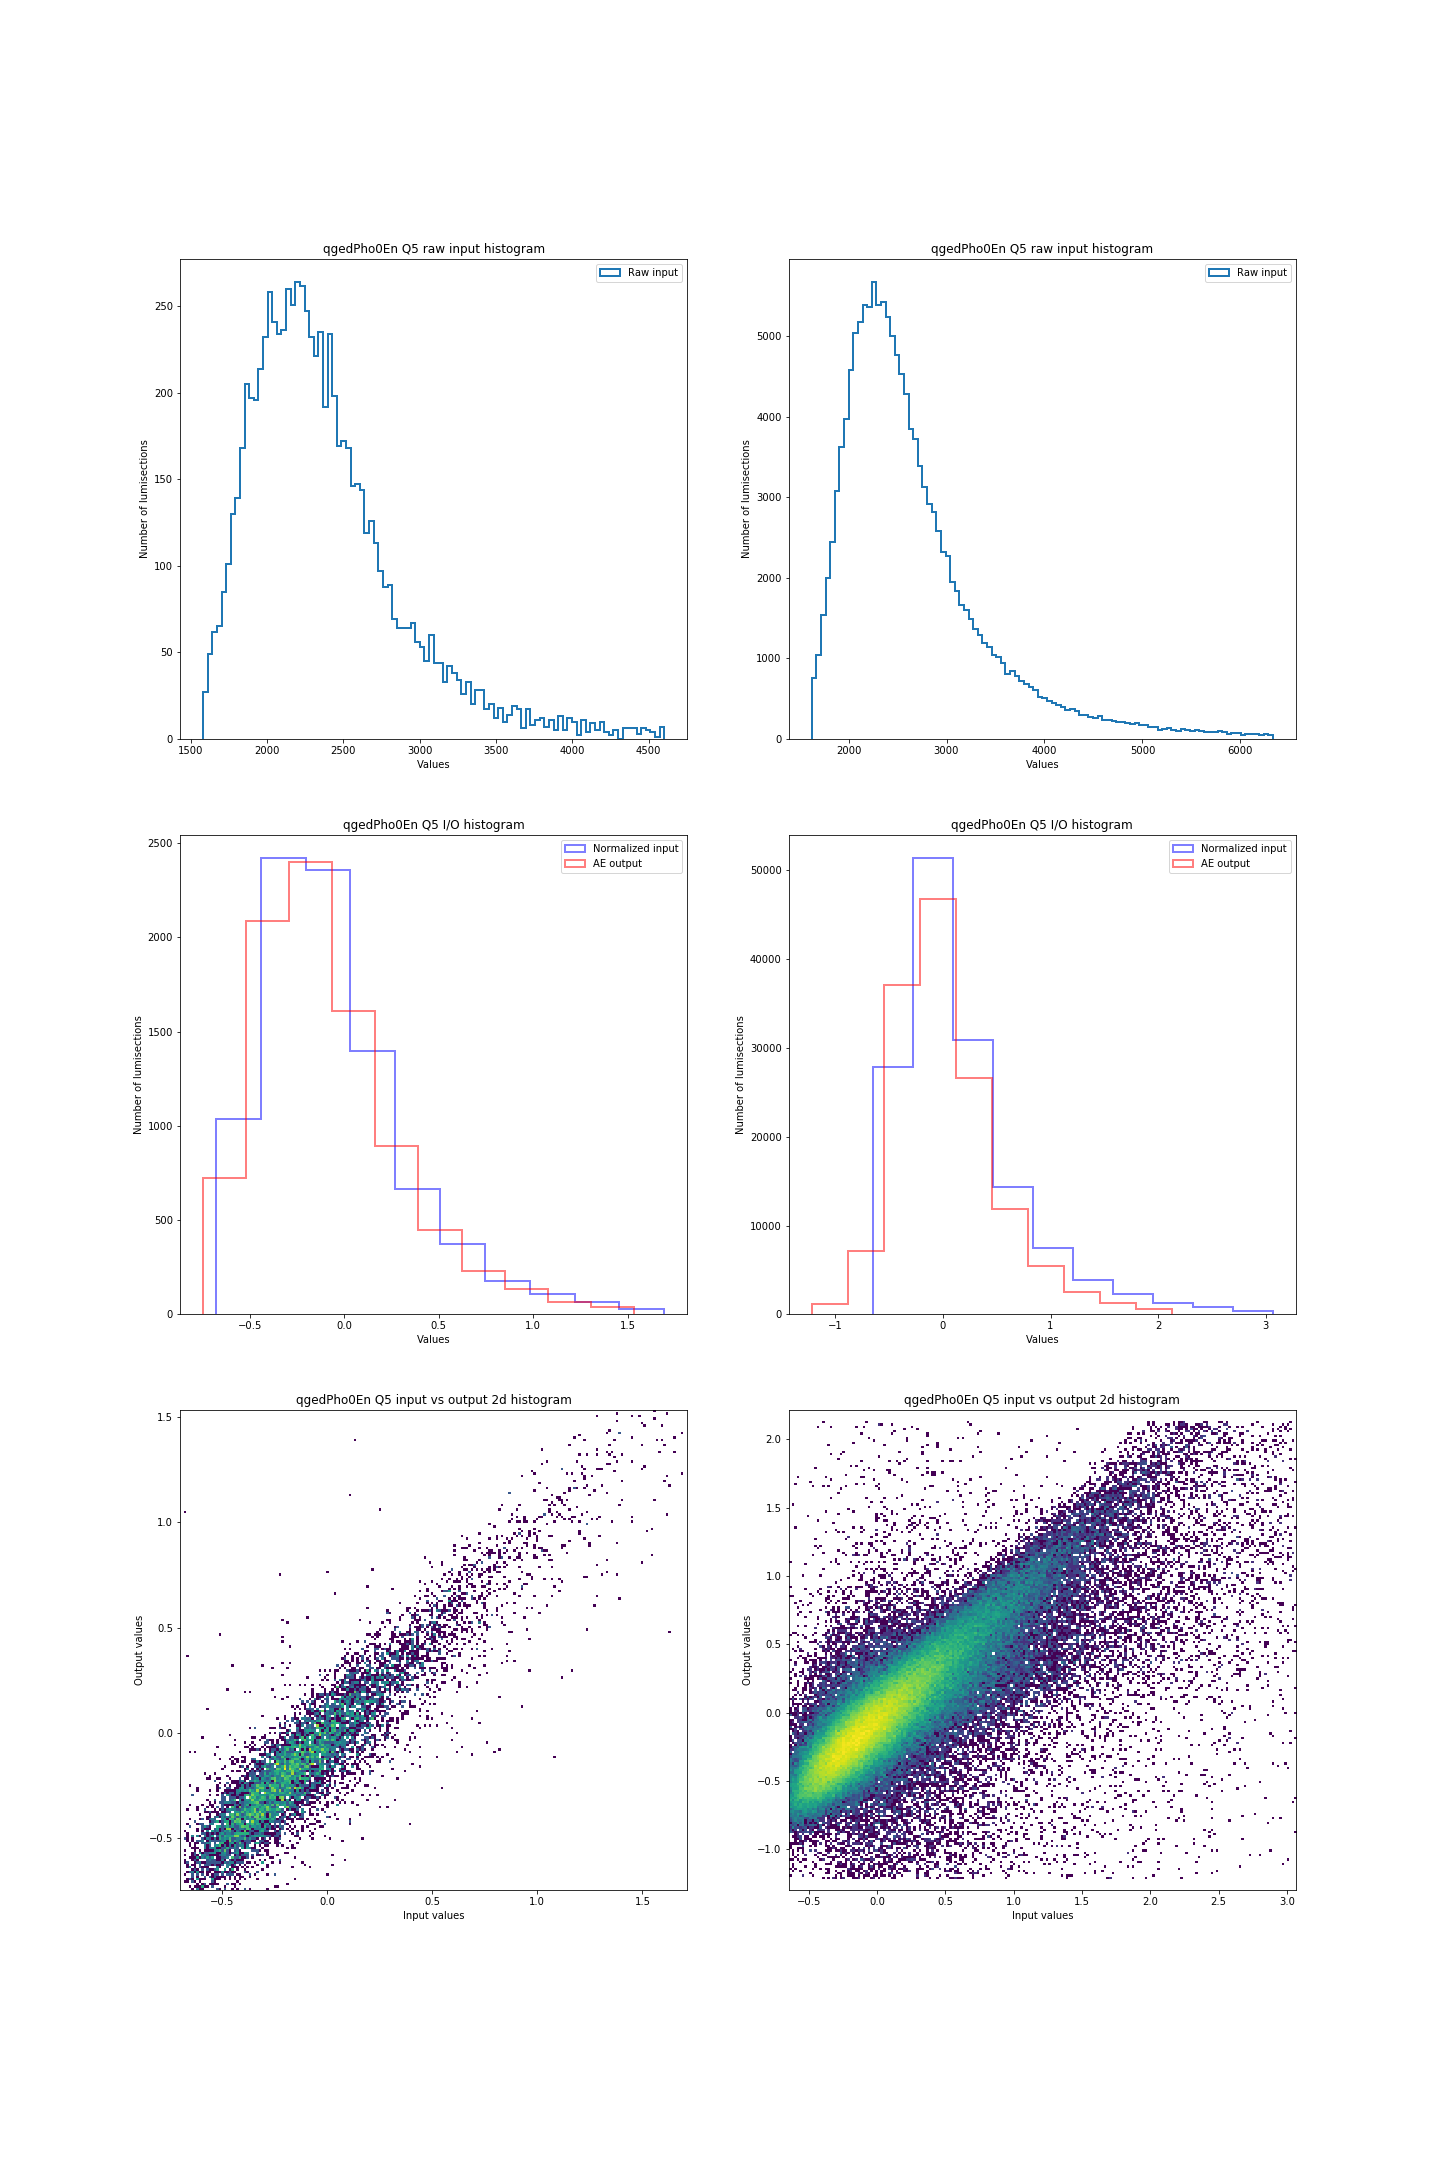 qgedPho0En Q5 raw input histogram
Raw input
250
200
150
100
50
0
Number of lumisections
1500 2000 2500 3000 3500 4000 4500
Values
qgedPho0En Q5 raw input histogram
Raw input
5000
4000
3000
2000
1000
0
Number of lumisections
2000 3000 4000 5000 6000
Values
qgedPho0En Q5 I/O histogram
Normalized input
AE output
2500
2000
1500
1000
500
0
Number of lumisections
−0.5 0.0 0.5 1.0 1.5
Values
qgedPho0En Q5 I/O histogram
Normalized input
AE output
50000
40000
30000
20000
10000
0
Number of lumisections
−1 0 1 2 3
Values
qgedPho0En Q5 input vs output 2d histogram
1.5
1.0
0.5
0.0
−0.5
Output values
−0.5 0.0 0.5 1.0 1.5
Input values
qgedPho0En Q5 input vs output 2d histogram
2.0
1.5
1.0
0.5
0.0
−0.5
−1.0
Output values
−0.5 0.0 0.5 1.0 1.5 2.0 2.5 3.0
Input values